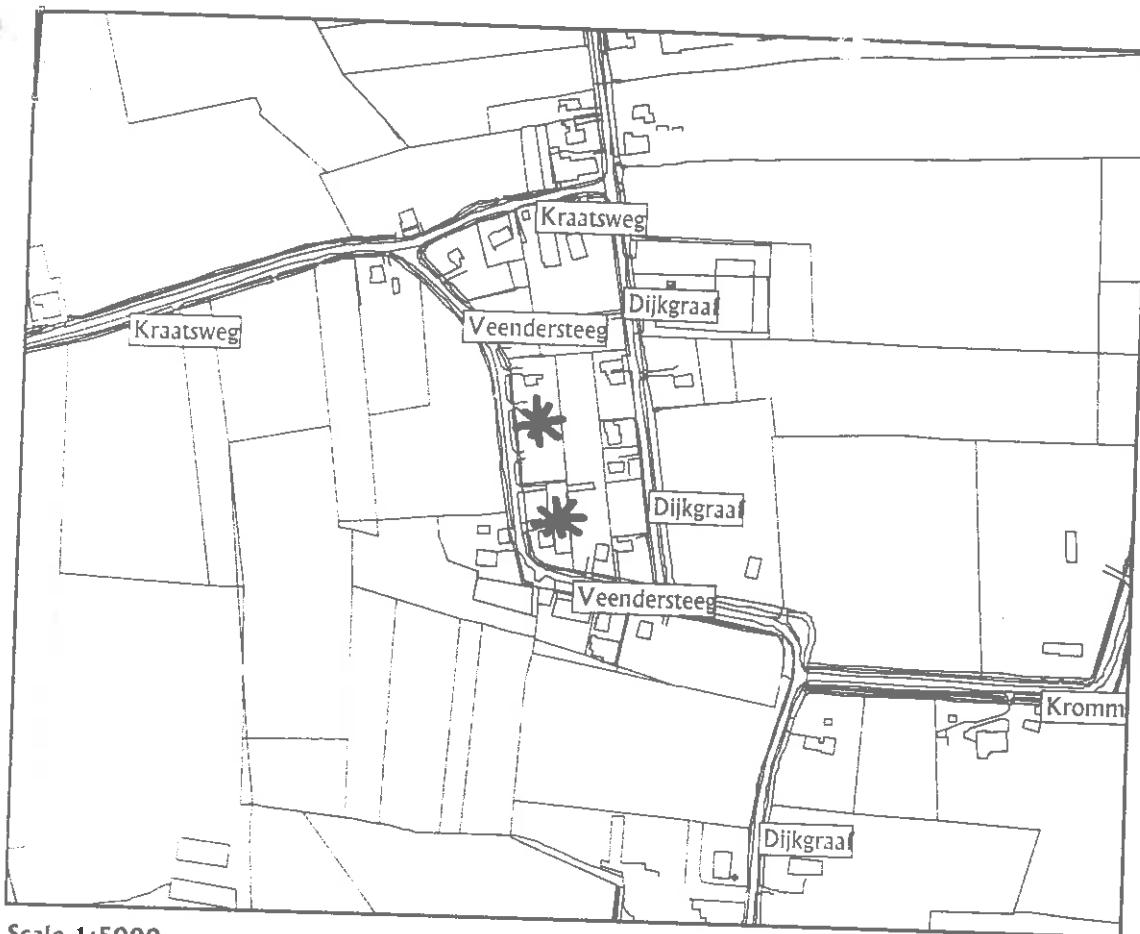 Kraatsweg
Dijkgraaf
Kraatsweg
Veendersteeg
Dijkgraaf
Veendersteeg
Kromm
Dijkgraaf
Scale 1:5000